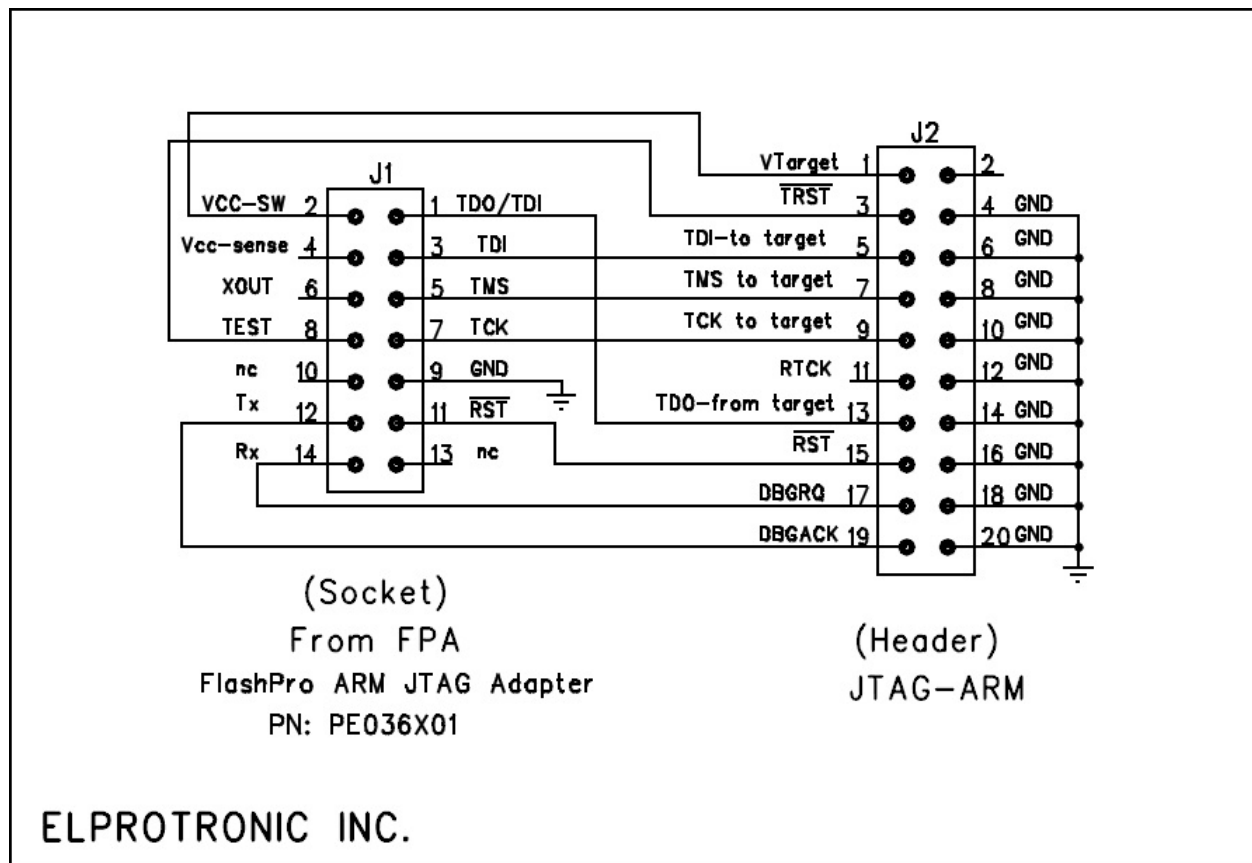 J2
VTarget 1 2
J1
TRST 3 4 GND
VCC-SW 2 1 TDO/TDI
TDI-to target 5 6 GND
Vcc-sense 4 3 TDI
TMS to target 7 8 GND
XOUT 6 5 TMS
TCK to target 9 10 GND
TEST 8 7 TCK
RTCK 11 12 GND
nc 10 9 GND
TDO-from target 13 14 GND
Tx 12 11 RST
RST 15 16 GND
Rx 14 13 nc
DBGRQ 17 18 GND
DBGACK 19 20 GND
(Socket)
From FPA
FlashPro ARM JTAG Adapter
PN: PE036X01
(Header)
JTAG-ARM
ELPROTRONIC INC.